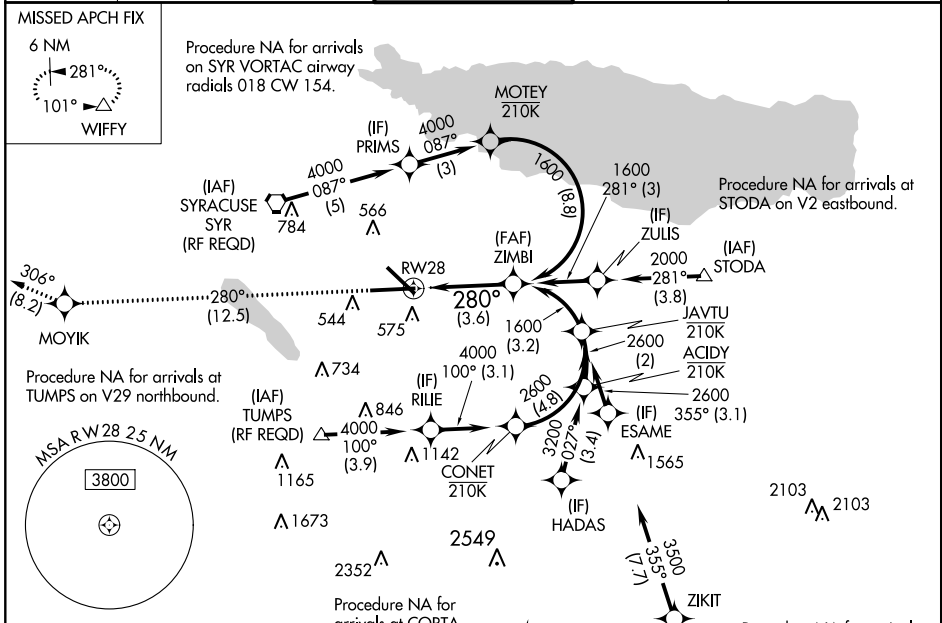 MISSED APCH FIX
6 NM
281°
101°
WIFFY
Procedure NA for arrivals
on SYR VORTAC airway
radials 018 CW 154.
MOTEY
210K
(IF)
PRIMS
4000
087°
(3)
4000
087°
(5)
(IAF)
SYRACUSE
SYR
(RF REQD)
784
566
1600 (8.8)
1600
281° (3)
Procedure NA for arrivals at
STODA on V2 eastbound.
(IF)
ZULIS
(FAF)
ZIMBI
(IAF)
STODA
2000
281°
(3.8)
RW28
306°
(8.2)
MOYIK
280°
(12.5)
544
575
280°
(3.6)
1600
(3.2)
JAVTU
210K
2600
(2)
ACIDY
210K
734
4000
100° (3.1)
Procedure NA for arrivals at
TUMPS on V29 northbound.
(IAF)
TUMPS
(RF REQD)
(IF)
RILIE
846
4000
100°
(3.9)
2600
(4.8)
2600
355° (3.1)
(IF)
ESAME
1142
1565
CONET
210K
3200
027°
(3.4)
(IF)
HADAS
1165
1673
MSA RW28 25 NM
3800
2103
2103
2549
2352
3500
355°
(7.7)
ZIKIT
Procedure NA for